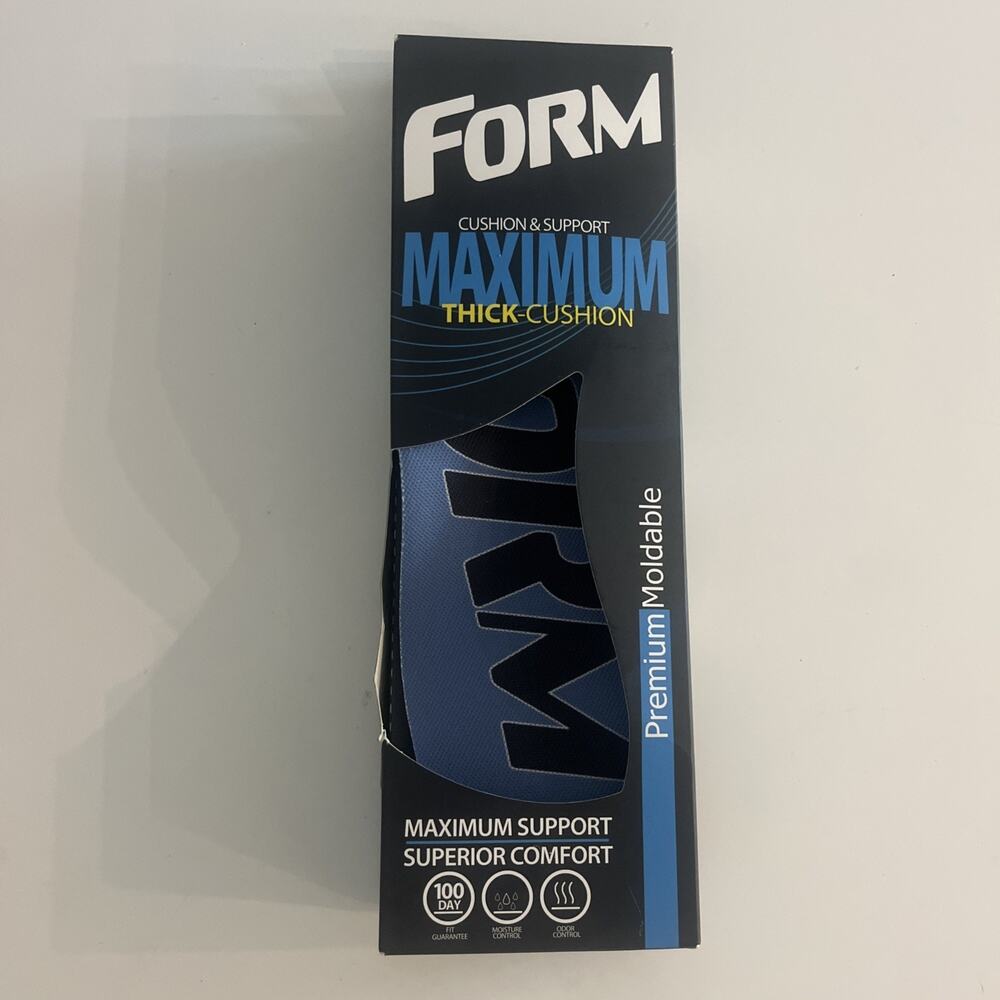 FORM
CUSHION & SUPPORT
MAXIMUM
THICK-CUSHION
ORM
Premium Moldable
MAXIMUM SUPPORT
SUPERIOR COMFORT
100
DAY
FIT
GUARANTEE
MOISTURE
CONTROL
ODOR
CONTROL